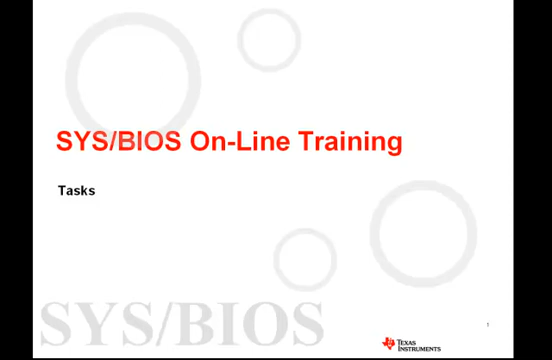 SYS/BIOS On-Line Training
Tasks
SYS/BIOS
1
TEXAS
INSTRUMENTS